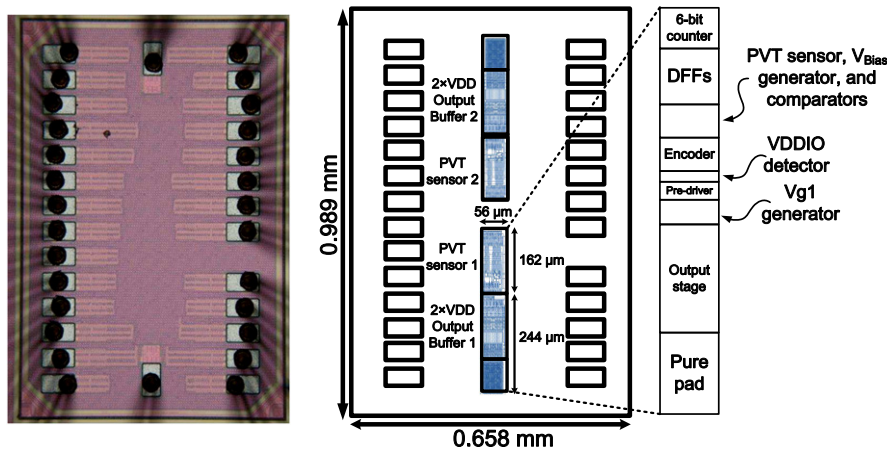 0.989 mm
2×VDD
Output
Buffer 2
PVT
sensor 2
56 µm
PVT
sensor 1
162 µm
2×VDD
Output
Buffer 1
244 µm
0.658 mm
6-bit
counter
DFFs
Encoder
Pre-driver
Output
stage
Pure
pad
PVT sensor, VBias
generator, and
comparators
VDDIO
detector
Vg1
generator